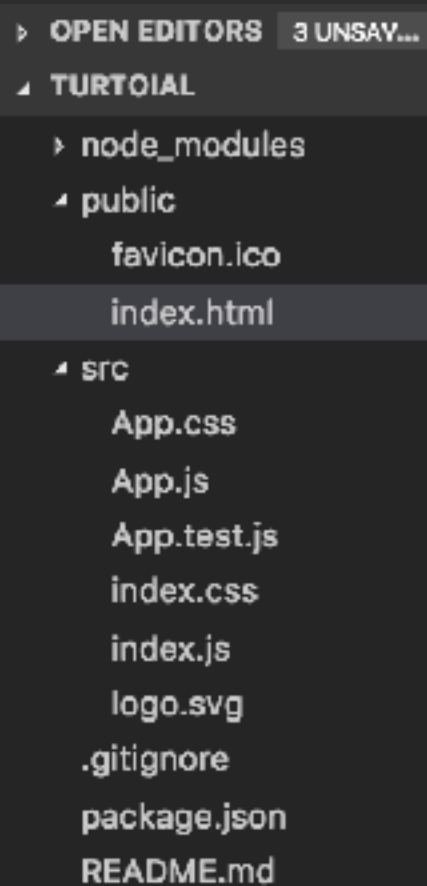 OPEN EDITORS 3 UNSAV...
TURTOIAL
node_modules
public
favicon.ico
index.html
src
App.css
App.js
App.test.js
index.css
index.js
logo.svg
.gitignore
package.json
README.md